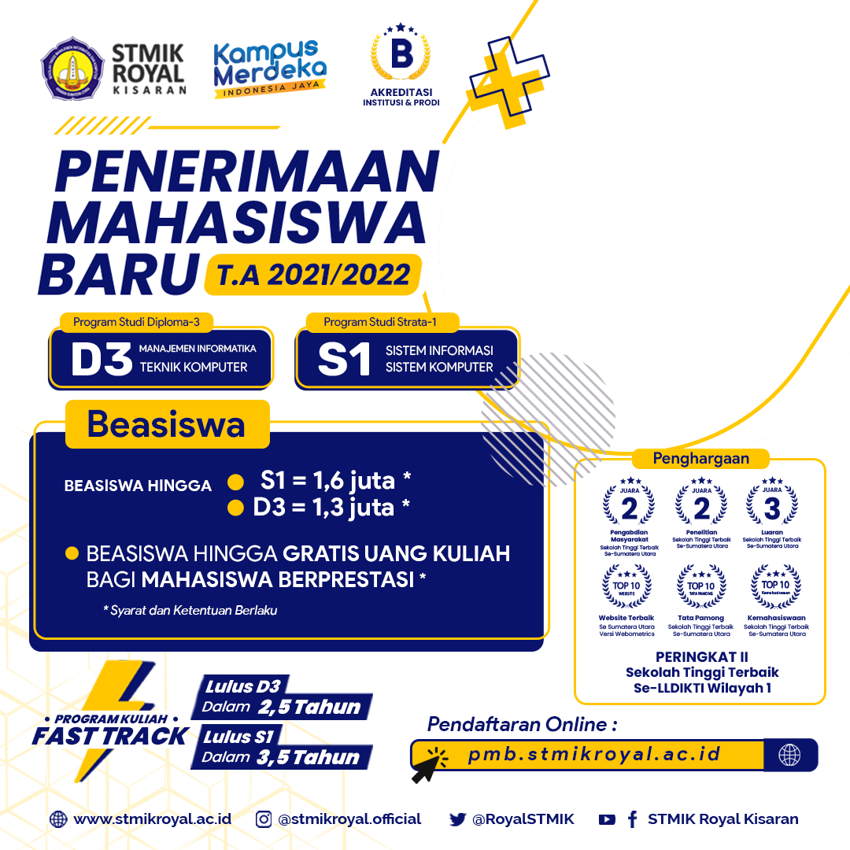 STMIK
ROYAL
KISARAN
Kampus
Merdeka
INDONESIA JAYA
B
AKREDITASI
INSTITUSI & PRODI
PENERIMAAN
MAHASISWA
BARU T.A 2021/2022
Program Studi Diploma-3
D3 MANAJEMEN INFORMATIKA
TEKNIK KOMPUTER
Program Studi Strata-1
S1 SISTEM INFORMASI
SISTEM KOMPUTER
Beasiswa
BEASISWA HINGGA
S1 = 1,6 juta *
D3 = 1,3 juta *
BEASISWA HINGGA GRATIS UANG KULIAH
BAGI MAHASISWA BERPRESTASI *
* Syarat dan Ketentuan Berlaku
Penghargaan
JUARA
2
Pengabdian
Masyarakat
Sekolah Tinggi Terbaik
Se-Sumatera Utara
JUARA
2
Penelitian
Sekolah Tinggi Terbaik
Se-Sumatera Utara
JUARA
3
Luaran
Sekolah Tinggi Terbaik
Se-Sumatera Utara
TOP 10
WEBSITE
Website Terbaik
Se Sumatera Utara
Versi Webometrics
TOP 10
TATA PAMONG
Tata Pamong
Sekolah Tinggi Terbaik
Se-Sumatera Utara
TOP 10
Kemahasiswaan
Kemahasiswaan
Sekolah Tinggi Terbaik
Se-Sumatera Utara
PERINGKAT II
Sekolah Tinggi Terbaik
Se-LLDIKTI Wilayah 1
• PROGRAM KULIAH •
FAST TRACK
Lulus D3
Dalam 2,5 Tahun
Lulus S1
Dalam 3,5 Tahun
Pendaftaran Online :
pmb.stmikroyal.ac.id
www.stmikroyal.ac.id
@stmikroyal.official
@RoyalSTMIK
STMIK Royal Kisaran